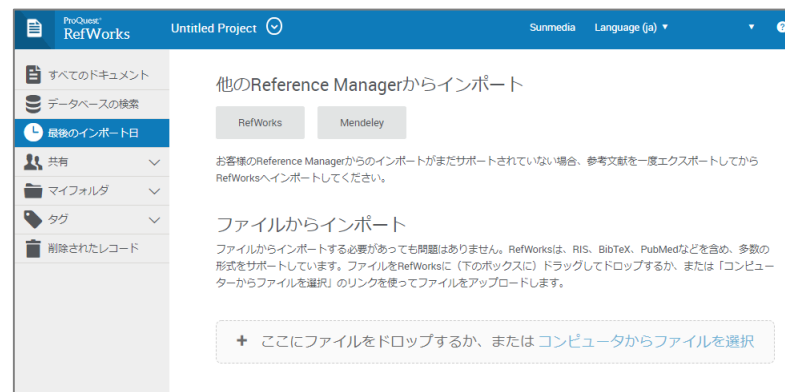 ProQuest®
RefWorks
Untitled Project
Sunmedia
Language (ja)
すべてのドキュメント
データベースの検索
最後のインポート日
共有
マイフォルダ
タグ
削除されたレコード
他のReference Managerからインポート
RefWorks
Mendeley
お客様のReference Managerからのインポートがまだサポートされていない場合、参考文献を一度エクスポートしてから
RefWorksへインポートしてください。
ファイルからインポート
ファイルからインポートする必要があっても問題はありません。RefWorksは、RIS、BibTeX、PubMedなどを含め、多数の
形式をサポートしています。ファイルをRefWorksに（下のボックスに）ドラッグしてドロップするか、または「コンピュー
ターからファイルを選択」のリンクを使ってファイルをアップロードします。
+ ここにファイルをドロップするか、または コンピュータからファイルを選択